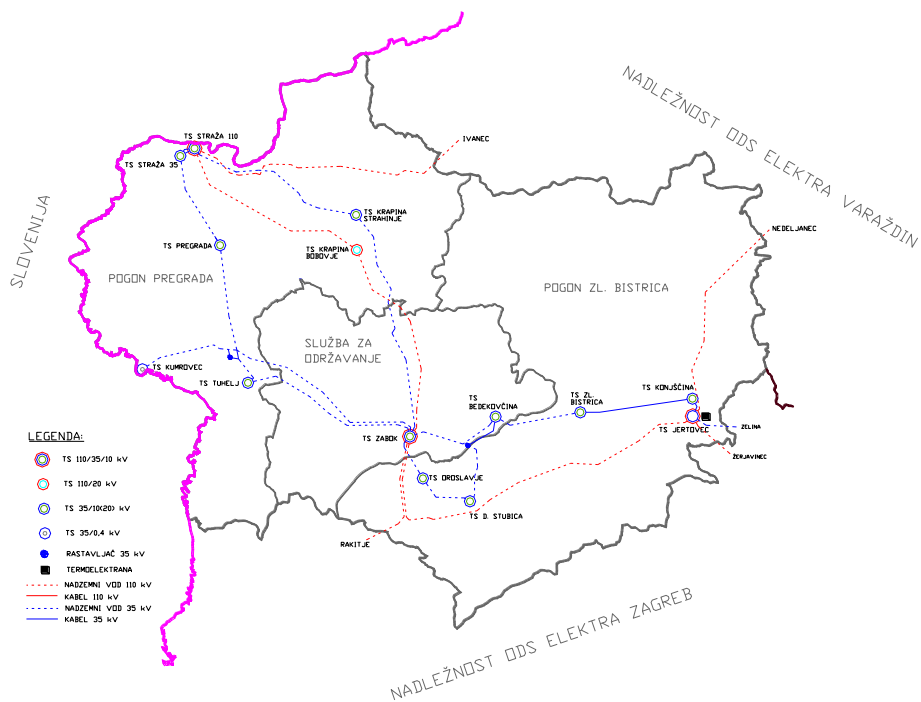 NADLEŽNOST ODS ELEKTRA VARAŽDIN
TS STRAŽA 110
IVANEC
TS STRAŽA 35
SLOVENIJA
TS KRAPINA
STRAHINJE
NEDELJANEC
TS PREGRADA
TS KRAPINA
BOBOVJE
POGON PREGRADA
POGON ZL. BISTRICA
SLUŽBA ZA
ODRŽAVANJE
TS KUMROVEC
TS TUHELJ
TS KONJŠČINA
TS
BEDEKOVČINA
TS ZL.
BISTRICA
TS ZABOK
TS JERTOVEC
ZELINA
ŽERJAVINEC
TS OROSLAVJE
TS D. STUBICA
RAKITJE
LEGENDA:
TS 110/35/10 kV
TS 110/20 kV
TS 35/10(20) kV
TS 35/0,4 kV
RASTAVLJAČ 35 kV
TERMOELEKTRANA
NADZEMNI VOD 110 kV
KABEL 110 kV
NADZEMNI VOD 35 kV
KABEL 35 kV
NADLEŽNOST ODS ELEKTRA ZAGREB